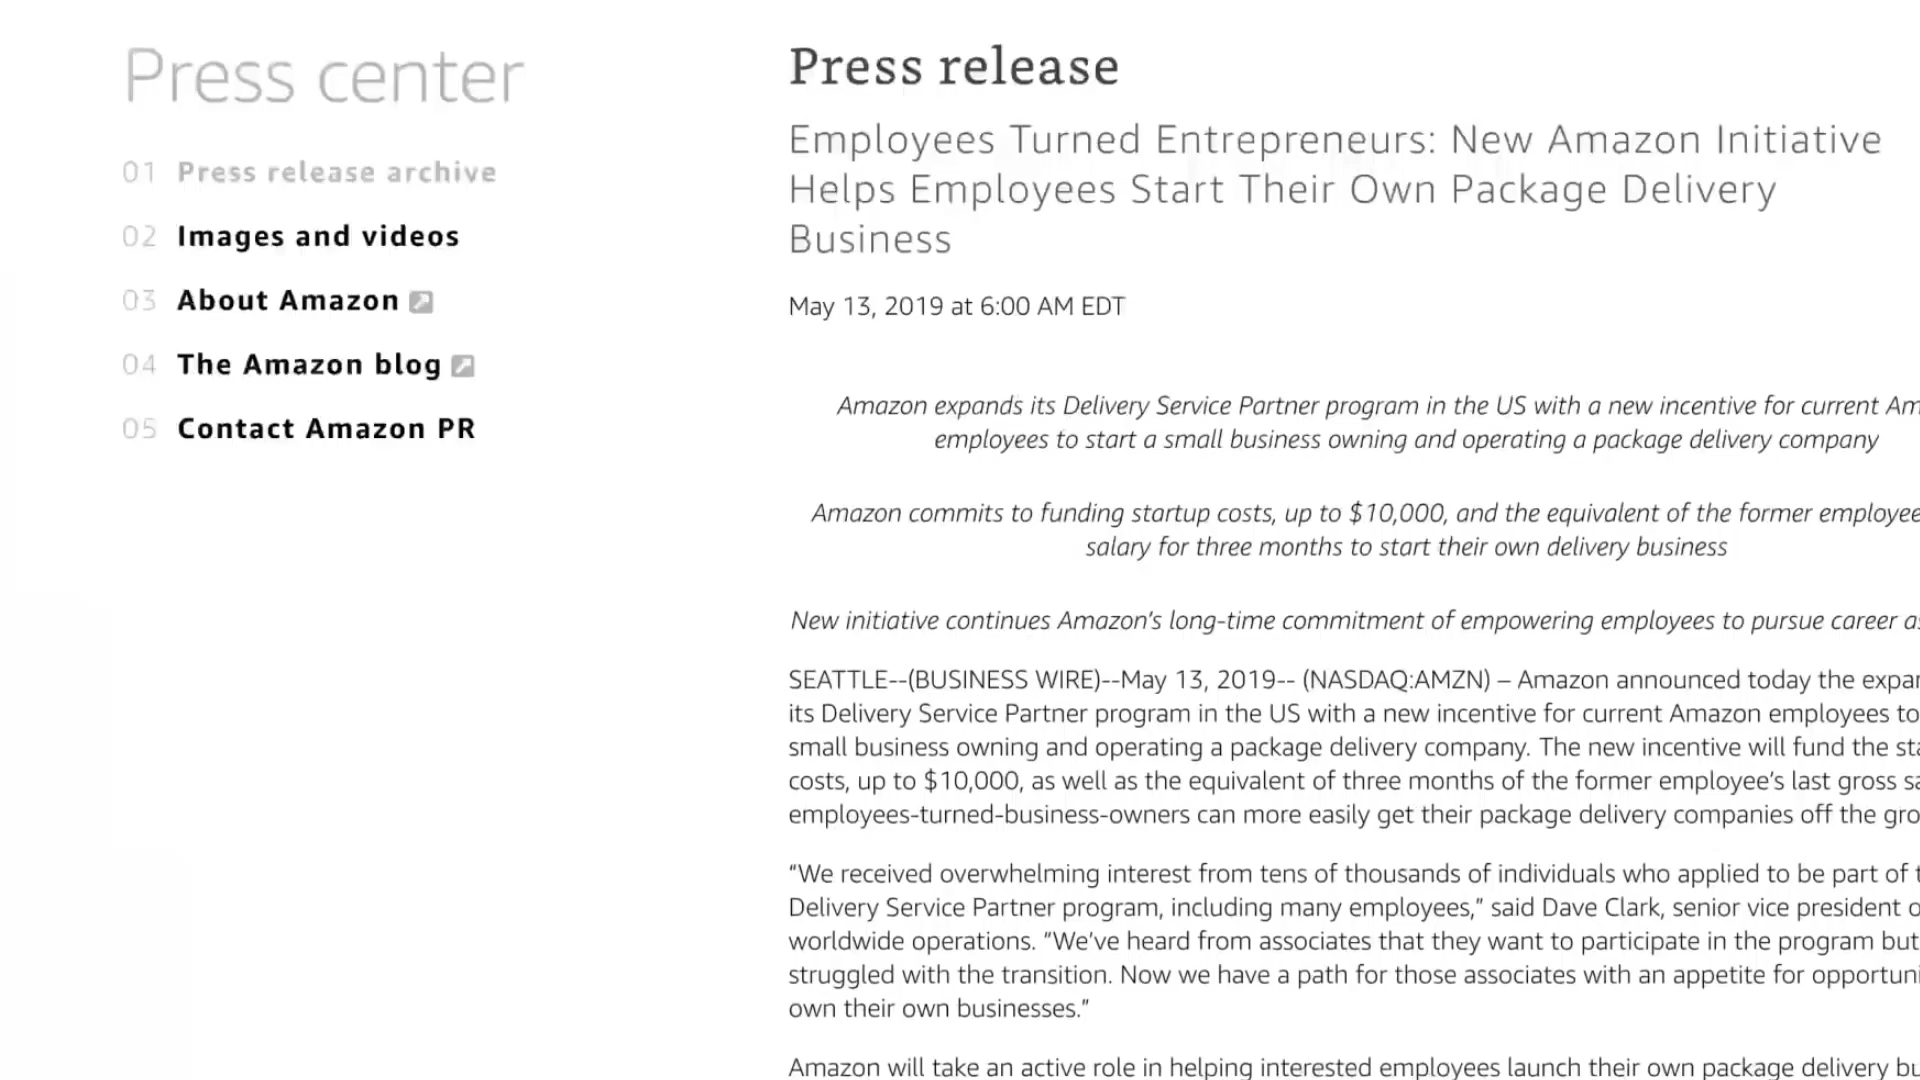 Press center
01 Press release archive
02 Images and videos
03 About Amazon
04 The Amazon blog
05 Contact Amazon PR
Press release
Employees Turned Entrepreneurs: New Amazon Initiative
Helps Employees Start Their Own Package Delivery
Business
May 13, 2019 at 6:00 AM EDT
Amazon expands its Delivery Service Partner program in the US with a new incentive for current
employees to start a small business owning and operating a package delivery company
Amazon commits to funding startup costs, up to $10,000, and the equivalent of the former
salary for three months to start their own delivery business
New initiative continues Amazon’s long-time commitment of empowering employees to pursue career
SEATTLE--(BUSINESS WIRE)--May 13, 2019-- (NASDAQ:AMZN) – Amazon announced today the
its Delivery Service Partner program in the US with a new incentive for current Amazon employees to
small business owning and operating a package delivery company. The new incentive will fund the
costs, up to $10,000, as well as the equivalent of three months of the former employee’s last gross
employees-turned-business-owners can more easily get their package delivery companies off the
“We received overwhelming interest from tens of thousands of individuals who applied to be part of
Delivery Service Partner program, including many employees,” said Dave Clark, senior vice president
worldwide operations. “We’ve heard from associates that they want to participate in the program but
struggled with the transition. Now we have a path for those associates with an appetite for
own their own businesses.”
Amazon will take an active role in helping interested employees launch their own package delivery